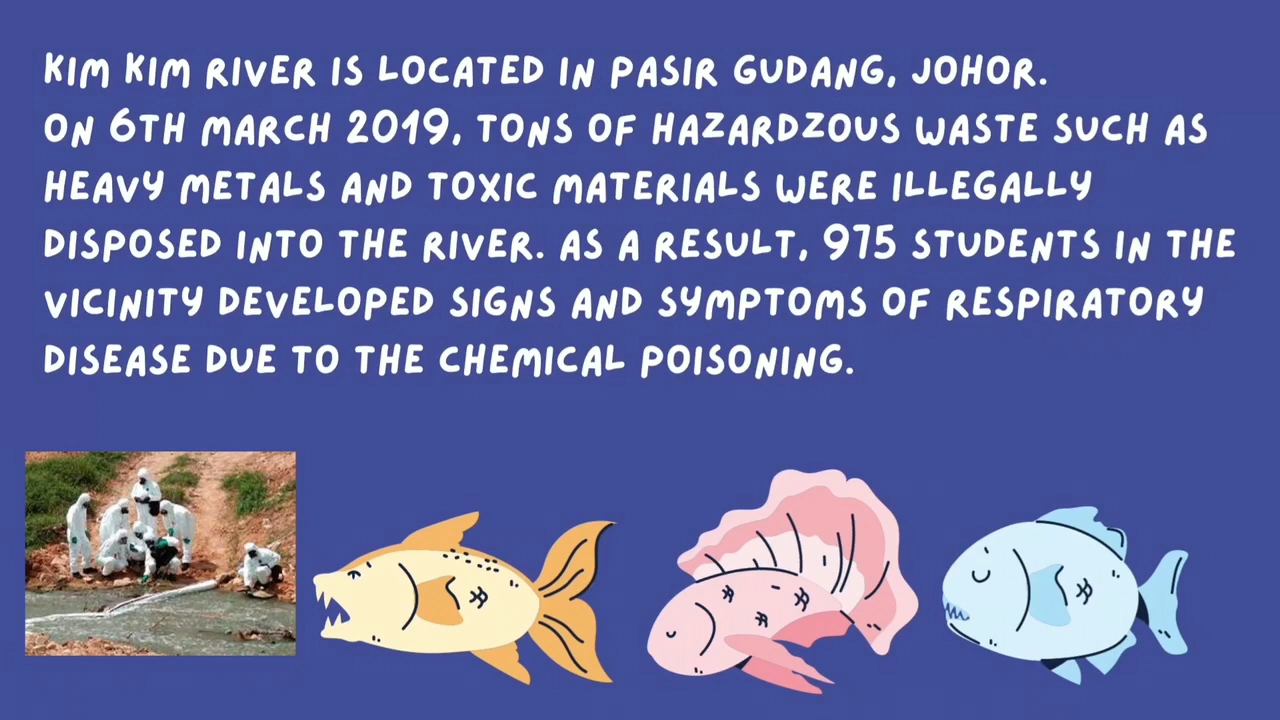 KIM KIM RIVER IS LOCATED IN PASIR GUDANG, JOHOR.
ON 6TH MARCH 2019, TONS OF HAZARDZOUS WASTE SUCH AS
HEAVY METALS AND TOXIC MATERIALS WERE ILLEGALLY
DISPOSED INTO THE RIVER. AS A RESULT, 975 STUDENTS IN THE
VICINITY DEVELOPED SIGNS AND SYMPTOMS OF RESPIRATORY
DISEASE DUE TO THE CHEMICAL POISONING.